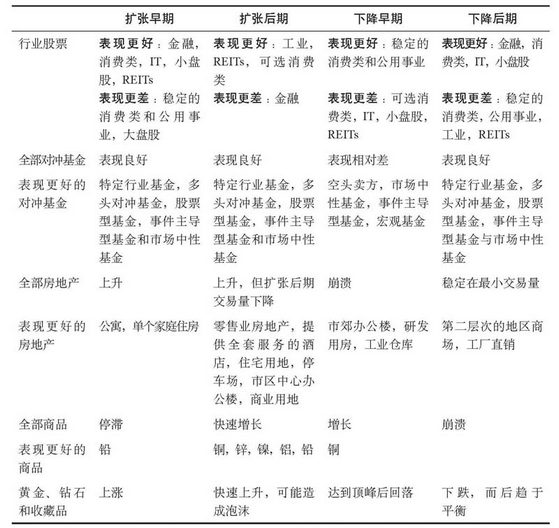 扩张早期 扩张后期 下降早期 下降后期
行业股票 表现更好：金融， 表现更好：工业， 表现更好：稳定的 表现更好：金融，消
消费类，IT，小盘 REITs，可选消费 消费类和公用事业 费类，IT，小盘股
股，REITs 类
表现更差：稳定的 表现更差：金融 表现更差：可选消 表现更差：稳定的
消费类和公用事 费类，IT，小盘股， 消费类，公用事业，
业，大盘股 REITs 工业，REITs
全部对冲基金 表现良好 表现良好 表现相对差 表现良好
表现更好的 特定行业基金，多 特定行业基金，多 空头卖方，市场中 特定行业基金，多
对冲基金 头对冲基金，股票 头对冲基金，股票 性基金，事件主导 头对冲基金，股票
型基金，事件主导 型基金，事件主导 型基金，宏观基金 型基金，事件主导
型基金和市场中性 型基金和市场中性 型基金与市场中性
基金 基金 基金
全部房地产 上升 上升，但扩张后期 崩溃 稳定在最小交易量
交易量下降
表现更好的 公寓，单个家庭住房 零售业房地产，提 市郊办公楼，研发 第二层次的地区商
房地产 供全套服务的酒 用房，工业仓库 场，工厂直销
店，住宅用地，停
车场，市区中心办
公楼，商业用地
全部商品 停滞 快速增长 增长 崩溃
表现更好的 铅 铜，锌，镍，铝，铅 铜
商品
黄金、钻石 上涨 快速上升，可能造 达到顶峰后回落 下跌，而后趋于
和收藏品 成泡沫 平衡